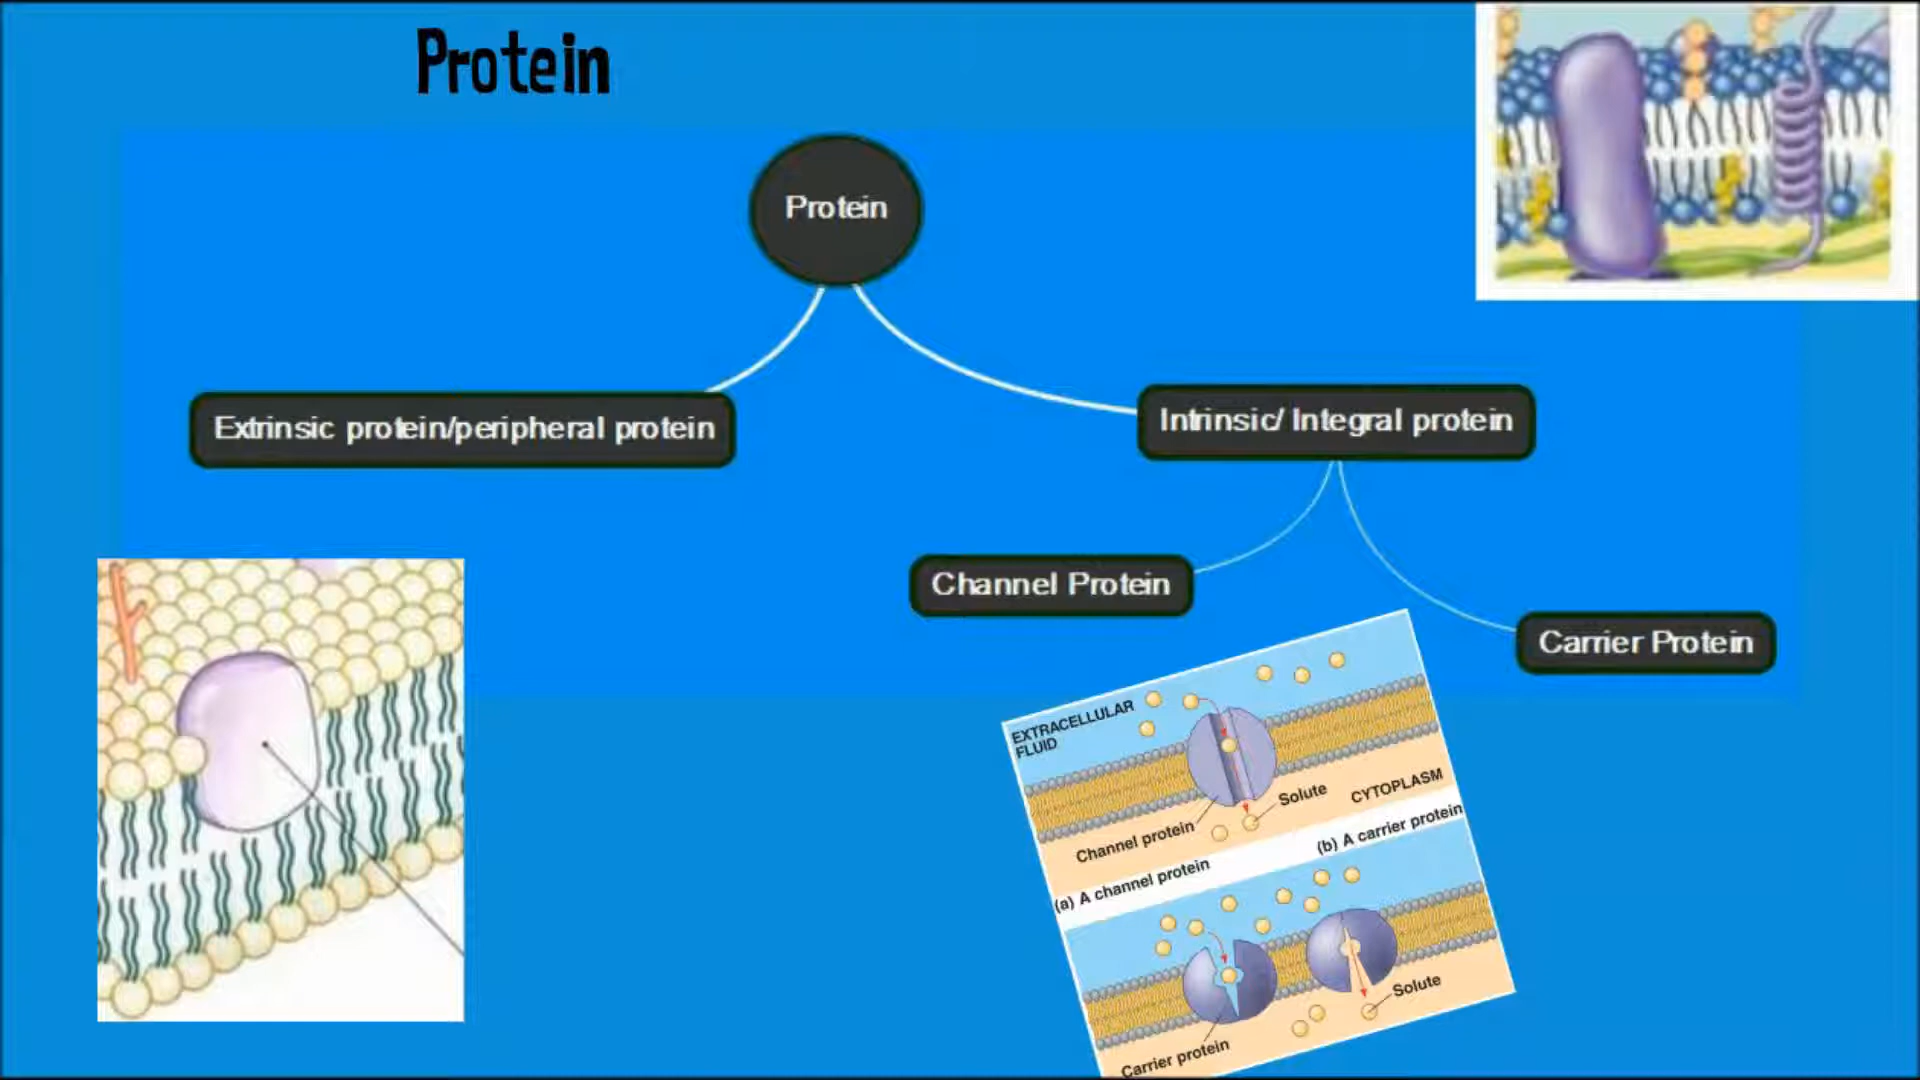 Protein
Protein
Extrinsic protein/peripheral protein
Intrinsic/ Integral protein
Channel Protein
Carrier Protein
EXTRACELLULAR
FLUID
Solute
CYTOPLASM
Channel protein
(a) A channel protein
(b) A carrier protein
Solute
Carrier protein